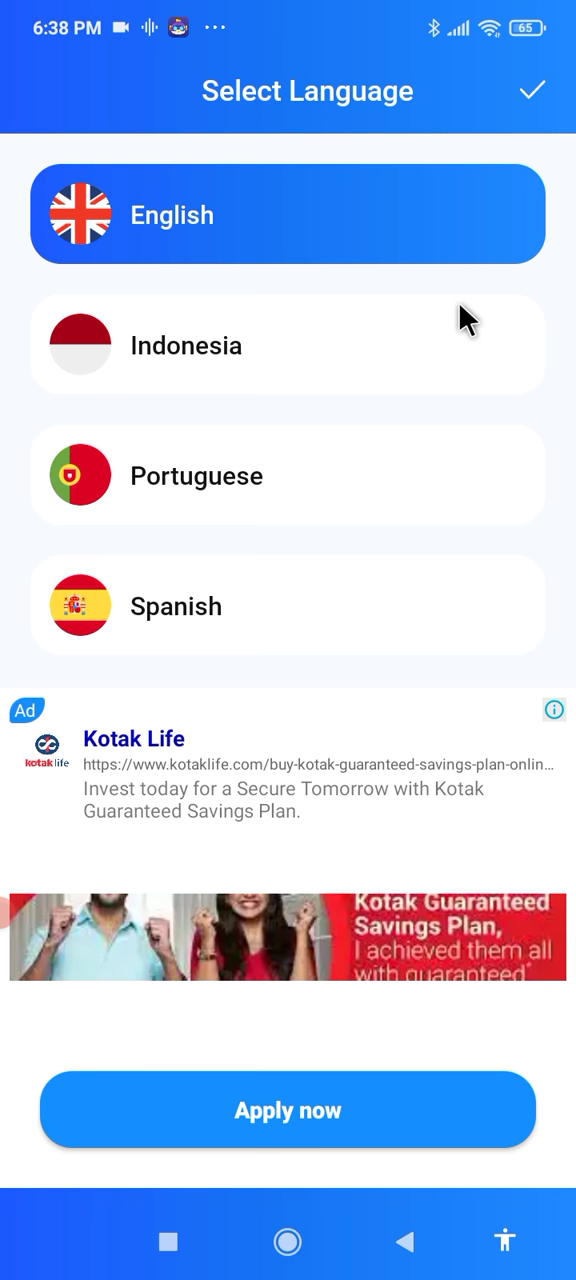 6:38 PM
65
Select Language
English
Indonesia
Portuguese
Spanish
Ad
Kotak Life
kotak life
https://www.kotaklife.com/buy-kotak-guaranteed-savings-plan-onlin...
Invest today for a Secure Tomorrow with Kotak
Guaranteed Savings Plan.
Kotak Guaranteed
Savings Plan,
I achieved them all
with guaranteed*
Apply now